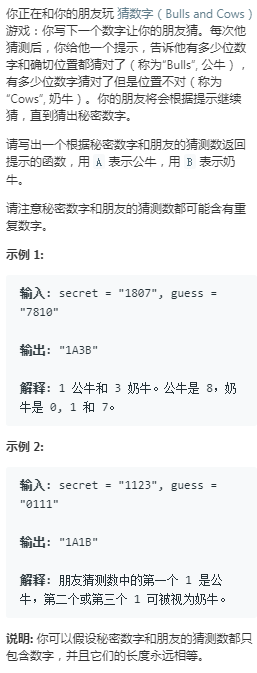 你正在和你的朋友玩 猜数字（Bulls and Cows）
游戏：你写下一个数字让你的朋友猜。每次他
猜测后，你给他一个提示，告诉他有多少位数
字和确切位置都猜对了（称为“Bulls”, 公牛），
有多少位数字猜对了但是位置不对（称为
“Cows”, 奶牛）。你的朋友将会根据提示继续
猜，直到猜出秘密数字。
请写出一个根据秘密数字和朋友的猜测数返回
提示的函数，用 A 表示公牛，用 B 表示奶
牛。
请注意秘密数字和朋友的猜测数都可能含有重
复数字。
示例 1:
输入: secret = "1807", guess =
"7810"
输出: "1A3B"
解释: 1 公牛和 3 奶牛。公牛是 8，奶
牛是 0, 1 和 7。
示例 2:
输入: secret = "1123", guess =
"0111"
输出: "1A1B"
解释: 朋友猜测数中的第一个 1 是公
牛，第二个或第三个 1 可被视为奶牛。
说明: 你可以假设秘密数字和朋友的猜测数都只
包含数字，并且它们的长度永远相等。